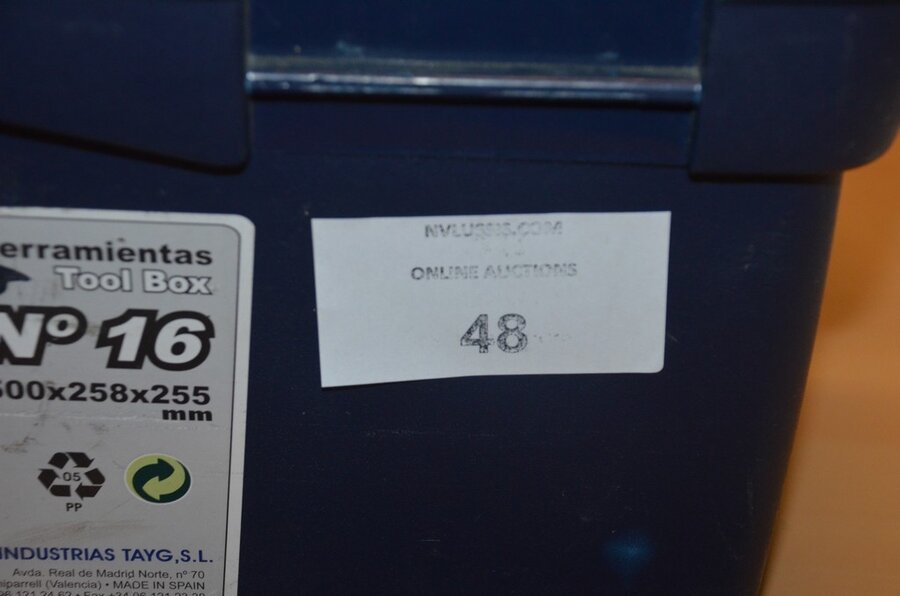 erramientas
Tool Box
Nº 16
500x258x255
mm
05
PP
INDUSTRIAS TAYG,S.L.
Avda. Real de Madrid Norte, nº 70
(Valencia) • MADE IN SPAIN
ONLINE AUCTIONS
48